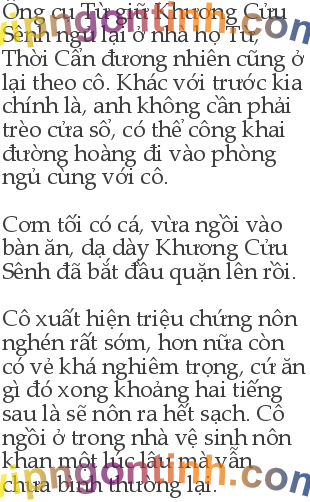 Ông cụ Từ giữ Khương Cửu
Sênh ngủ lại ở nhà họ Từ,
Thời Cẩn đương nhiên cũng ở
lại theo cô. Khác với trước kia
chính là, anh không cần phải
trèo cửa sổ, có thể công khai
đường hoàng đi vào phòng
ngủ cùng với cô.
Cơm tối có cá, vừa ngồi vào
bàn ăn, dạ dày Khương Cửu
Sênh đã bắt đầu quặn lên rồi.
Cô xuất hiện triệu chứng nôn
nghén rất sớm, hơn nữa còn
có vẻ khá nghiêm trọng, cứ ăn
gì đó xong khoảng hai tiếng
sau là sẽ nôn ra hết sạch. Cô
ngồi ở trong nhà vệ sinh nôn
khan một lúc lâu mà vẫn
chưa bình thường lại.
vipngontinh.com
vipngontinh.com